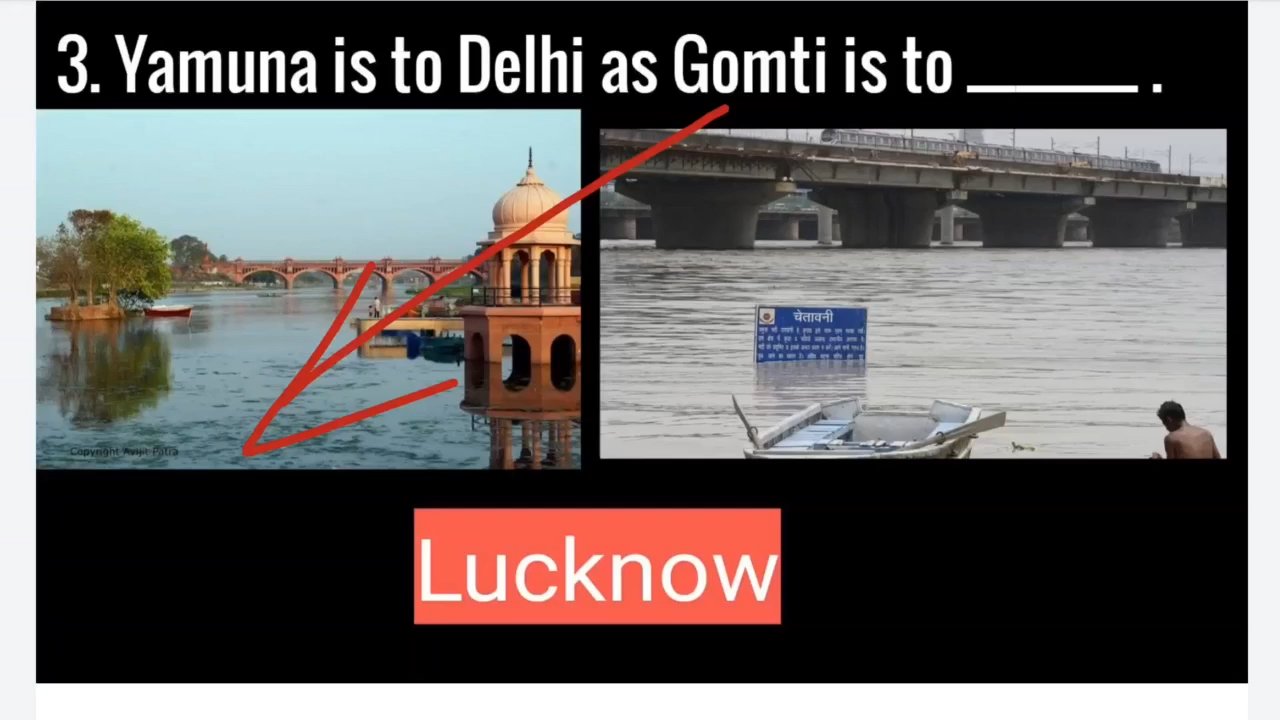 3. Yamuna is to Delhi as Gomti is to ______ .
चेतावनी
Copyright Avijit Patra
Lucknow